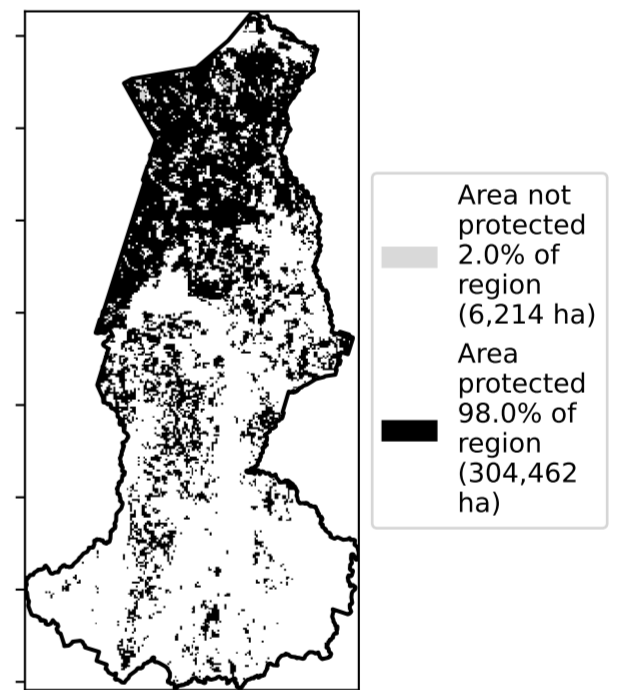 Area not
protected
2.0% of
region
(6,214 ha)
Area
protected
98.0% of
region
(304,462
ha)